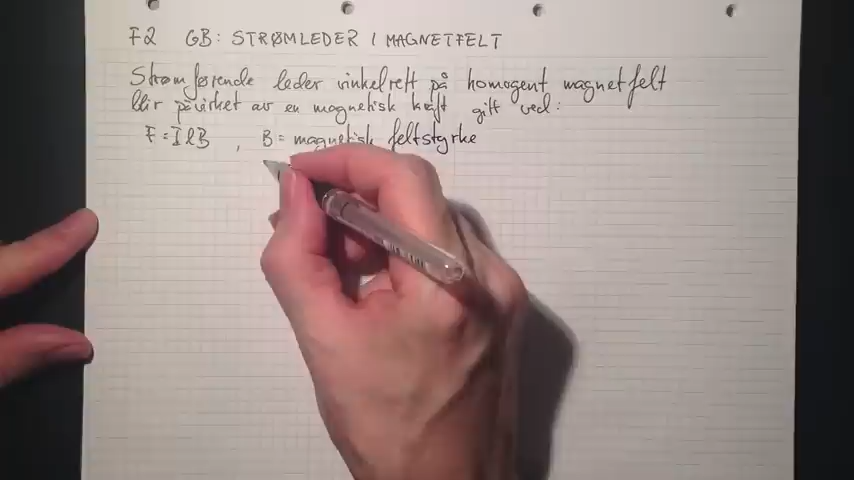 F2 GB: STRØMLEDER I MAGNETFELT
Strømførende leder vinkelrett på homogent magnetfelt
blir påvirket av en magnetisk kraft gitt ved:
F = IlB , B = magnetisk feltstyrke